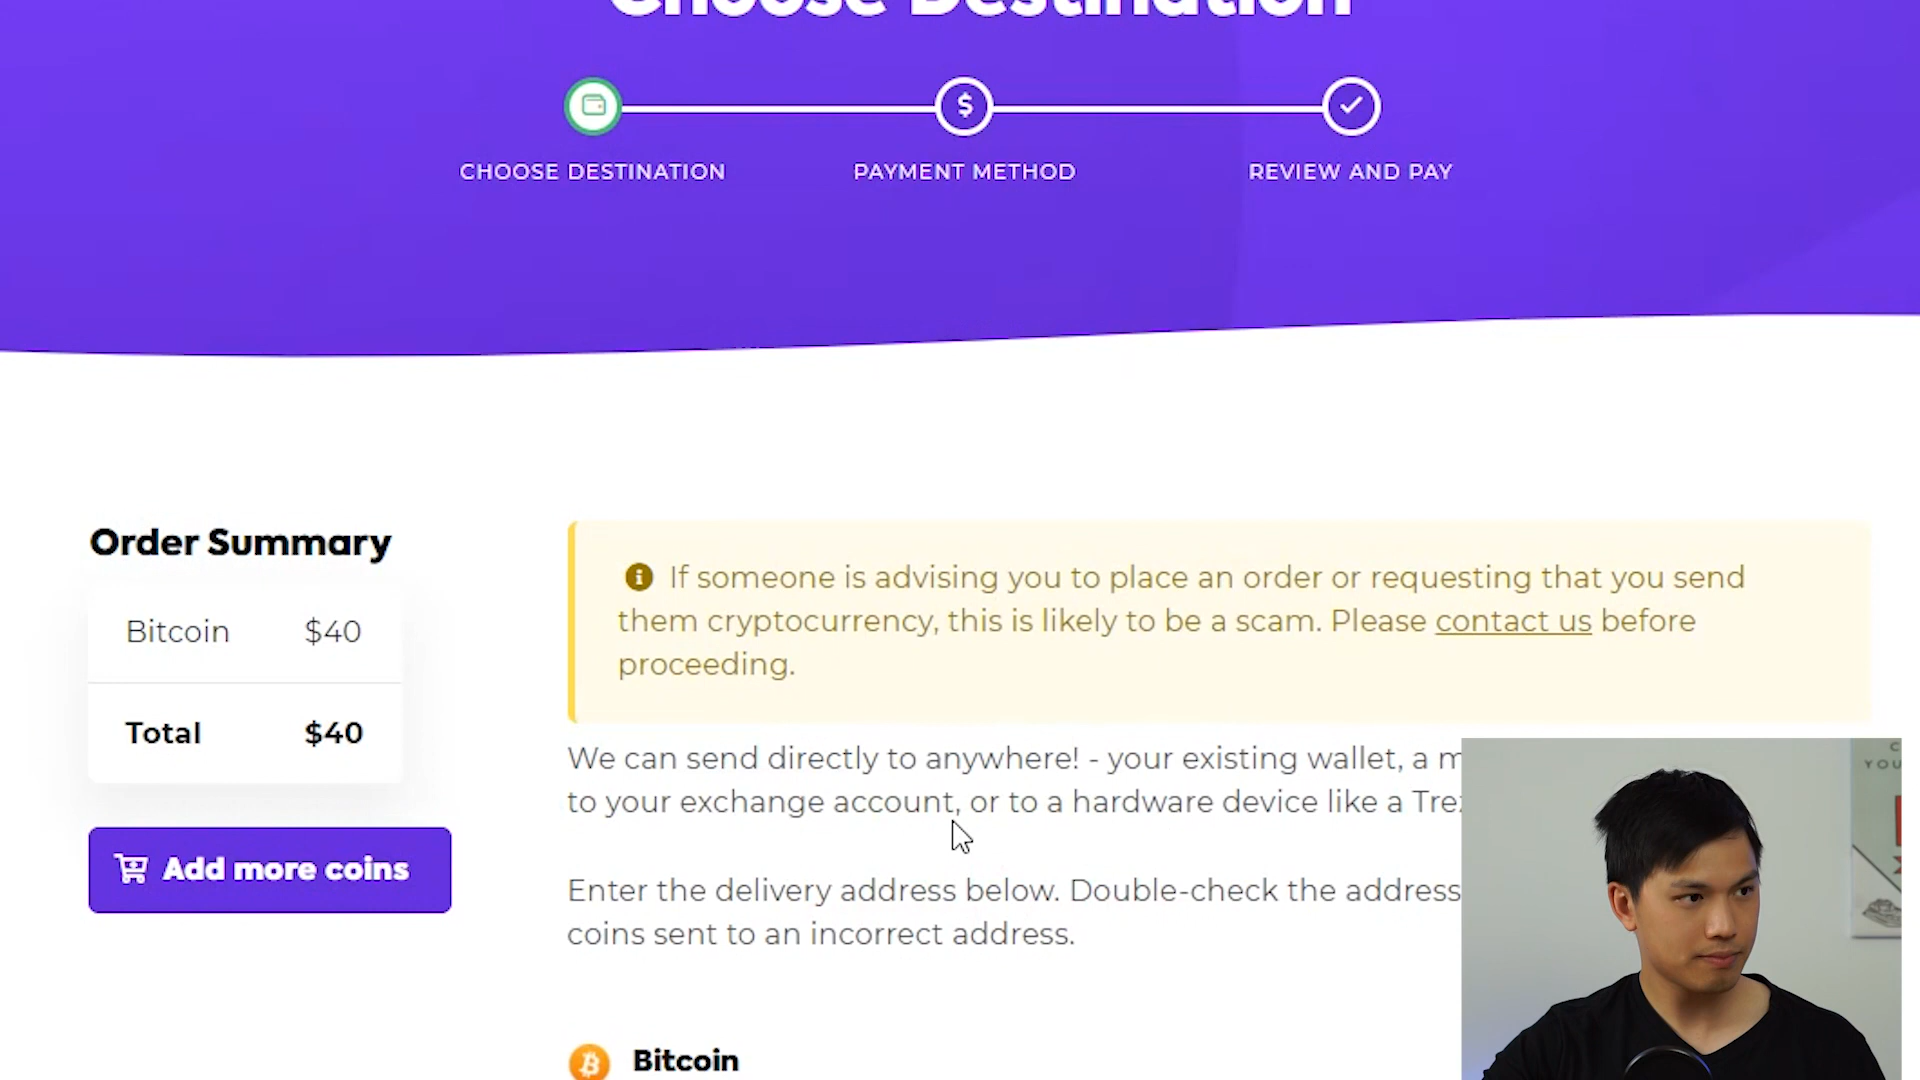 Choose Destination
$
CHOOSE DESTINATION
PAYMENT METHOD
REVIEW AND PAY
Order Summary
Bitcoin $40
Total $40
Add more coins
If someone is advising you to place an order or requesting that you send
them cryptocurrency, this is likely to be a scam. Please contact us before
proceeding.
We can send directly to anywhere! - your existing wallet, a
to your exchange account, or to a hardware device like a
Enter the delivery address below. Double-check the address
coins sent to an incorrect address.
Bitcoin